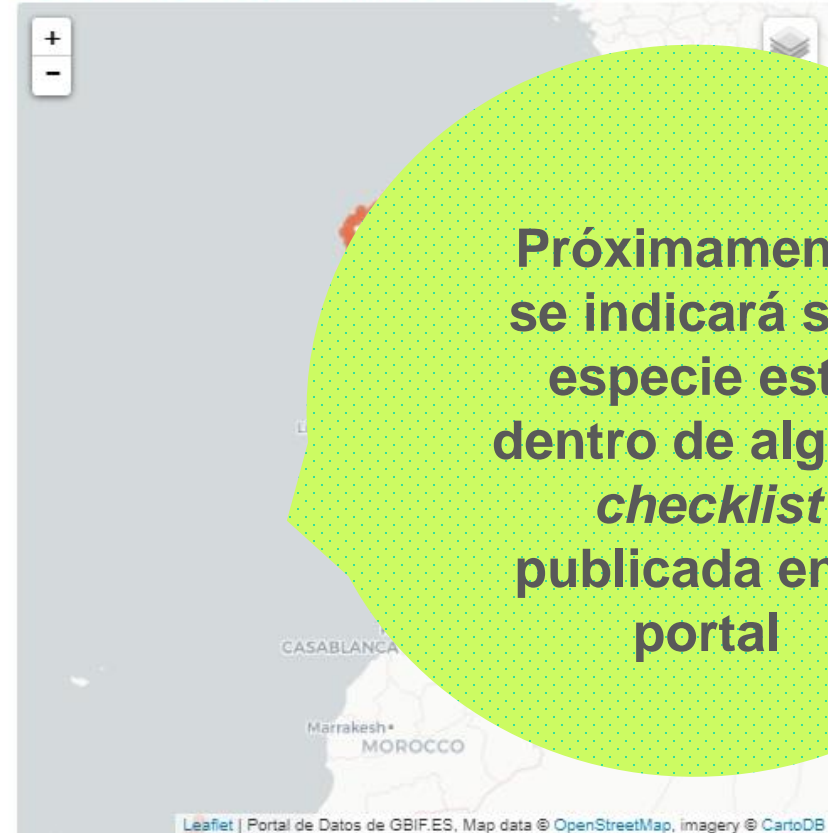 +
-
Próximamen
se indicará s
especie est
dentro de alg
checklist
publicada en
portal
L
CASABLANCA
Marrakesh
MOROCCO
Leaflet | Portal de Datos de GBIF.ES, Map data © OpenStreetMap, imagery © CartoDB